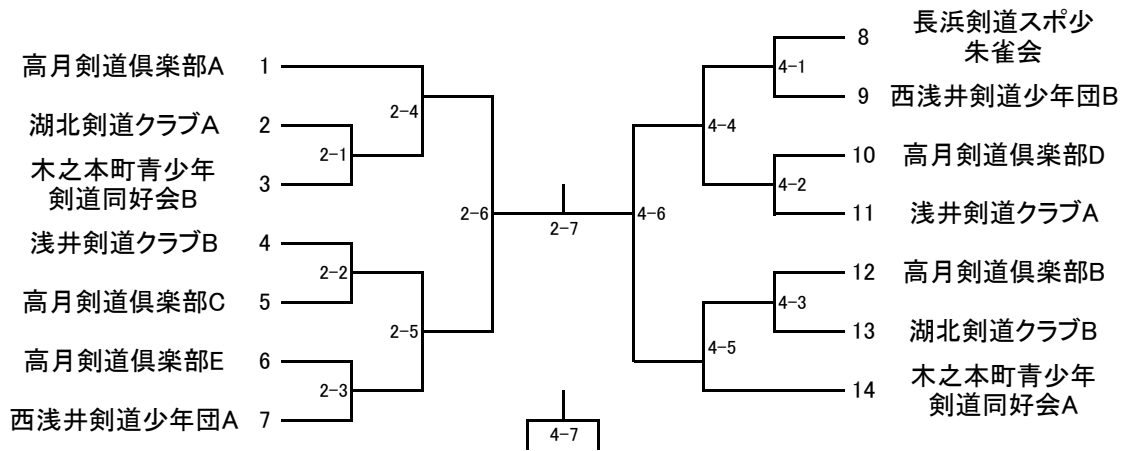 高月剣道倶楽部A 1
湖北剣道クラブA 2
木之本町青少年
剣道同好会B 3
浅井剣道クラブB 4
高月剣道倶楽部C 5
高月剣道倶楽部E 6
西浅井剣道少年団A 7
2-1
2-2
2-3
2-4
2-5
2-6
2-7
4-7
4-6
4-4
4-5
4-1
4-2
4-3
8 長浜剣道スポ少
朱雀会
9 西浅井剣道少年団B
10 高月剣道倶楽部D
11 浅井剣道クラブA
12 高月剣道倶楽部B
13 湖北剣道クラブB
14 木之本町青少年
剣道同好会A